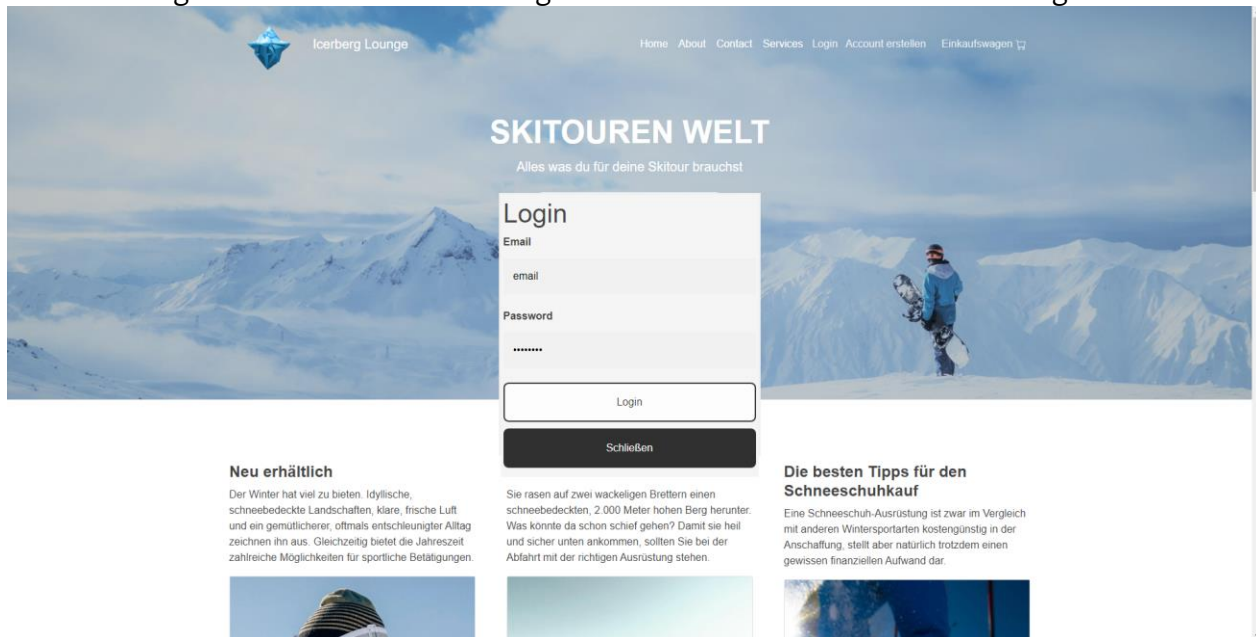 Icerberg Lounge
Home About Contact Services Login Account erstellen Einkaufswagen
SKITOUREN WELT
Alles was du für deine Skitour brauchst
Login
Email
email
Password
••••••••
Login
Schließen
Neu erhältlich
Der Winter hat viel zu bieten. Idyllische,
schneebedeckte Landschaften, klare, frische Luft
und ein gemütlicherer, oftmals entschleunigter Alltag
zeichnen ihn aus. Gleichzeitig bietet die Jahreszeit
zahlreiche Möglichkeiten für sportliche Betätigungen.
Sie rasen auf zwei wackeligen Brettern einen
schneebedeckten, 2.000 Meter hohen Berg herunter.
Was könnte da schon schief gehen? Damit sie heil
und sicher unten ankommen, sollten Sie bei der
Abfahrt mit der richtigen Ausrüstung stehen.
Die besten Tipps für den
Schneeschuhkauf
Eine Schneeschuh-Ausrüstung ist zwar im Vergleich
mit anderen Wintersportarten kostengünstig in der
Anschaffung, stellt aber natürlich trotzdem einen
gewissen finanziellen Aufwand dar.